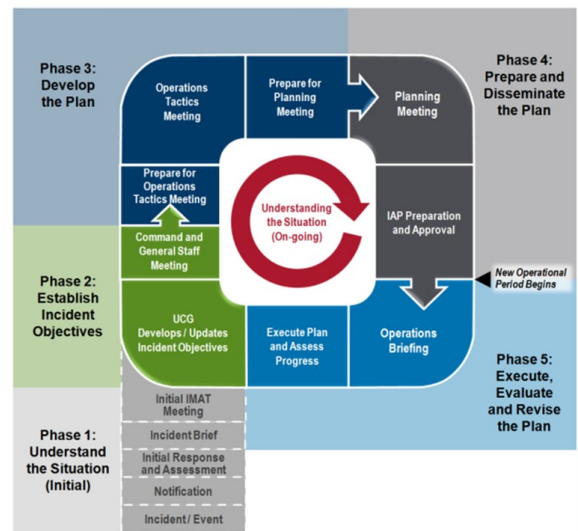 Phase 3:
Develop
the Plan
Operations
Tactics
Meeting
Prepare for
Planning
Meeting
Planning
Meeting
Phase 4:
Prepare and
Disseminate
the Plan
Prepare for
Operations
Tactics Meeting
Understanding
the Situation
(On-going)
IAP Preparation
and Approval
Command and
General Staff
Meeting
New Operational
Period Begins
Phase 2:
Establish
Incident
Objectives
UCG
Develops / Updates
Incident Objectives
Execute Plan
and Assess
Progress
Operations
Briefing
Phase 5:
Execute,
Evaluate
and Revise
the Plan
Phase 1:
Understand
the Situation
(Initial)
Initial IMAT
Meeting
Incident Brief
Initial Response
and Assessment
Notification
Incident / Event